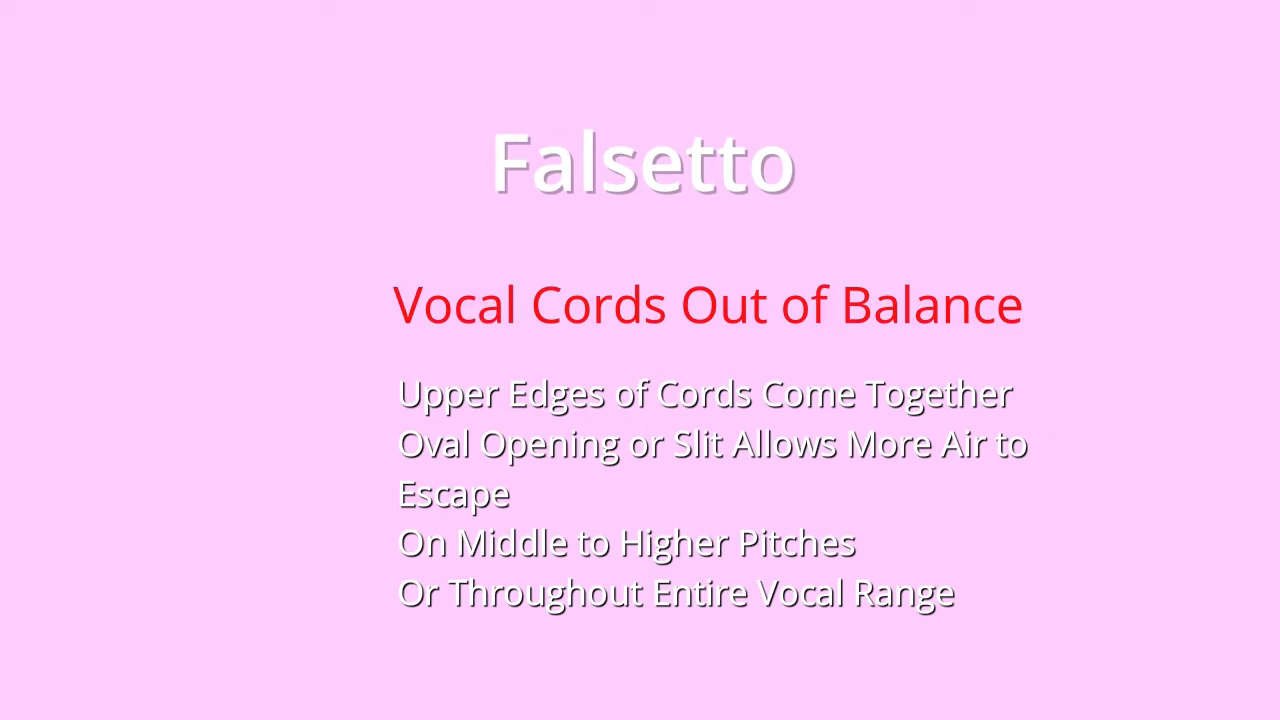 Falsetto
Vocal Cords Out of Balance
Upper Edges of Cords Come Together
Oval Opening or Slit Allows More Air to
Escape
On Middle to Higher Pitches
Or Throughout Entire Vocal Range